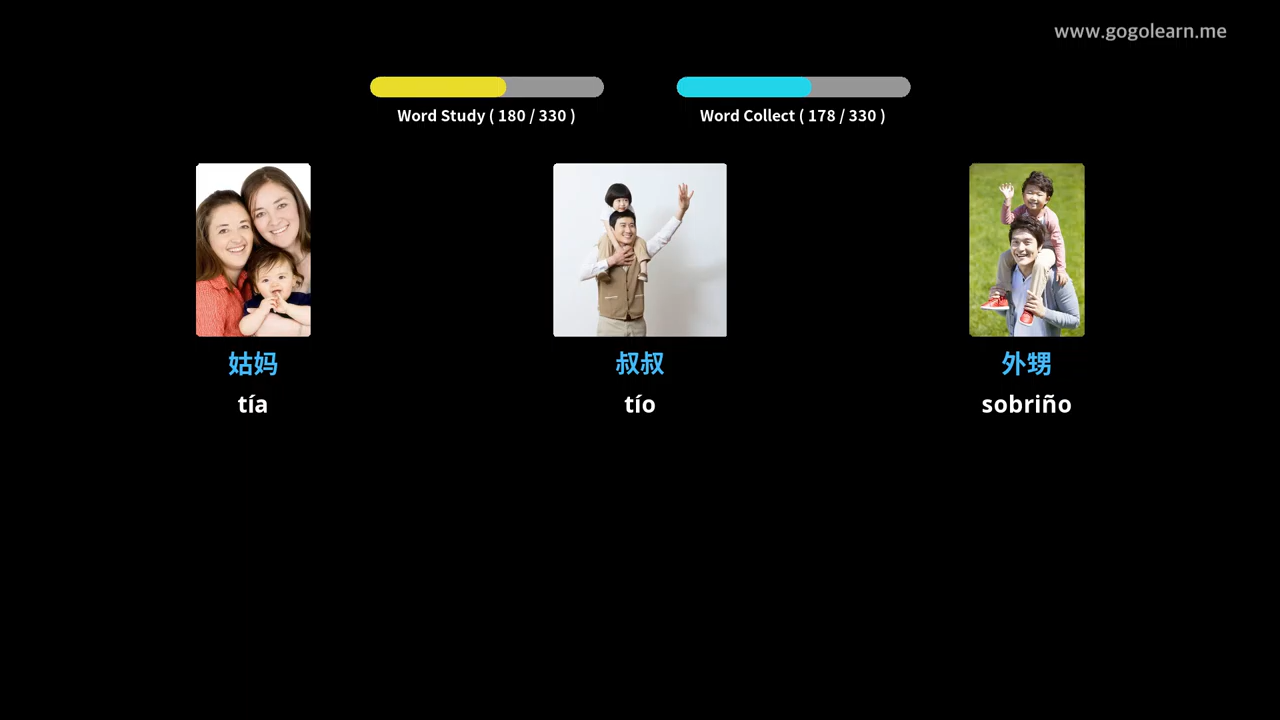 www.gogolearn.me
Word Study ( 180 / 330 )
Word Collect ( 178 / 330 )
姑妈
叔叔
外甥
tía
tío
sobriño